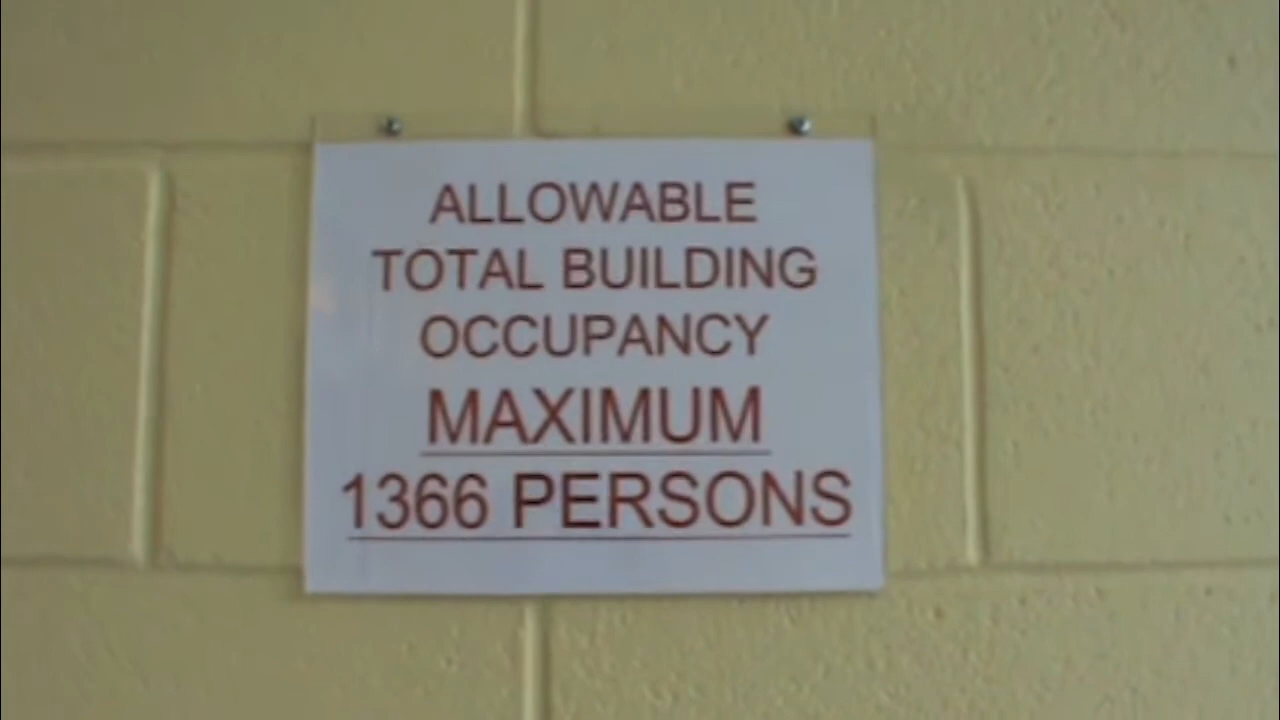 ALLOWABLE
TOTAL BUILDING
OCCUPANCY
MAXIMUM
1366 PERSONS